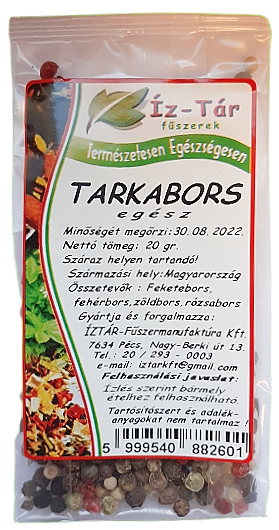 Íz-Tár
fűszerek
Természetesen Egészségesen
TARKABORS
egész
Minőségét megőrzi:30.08.2022.
Nettó tömeg: 20 gr.
Száraz helyen tartandó!
Származási hely:Magyarország
Összetevők : Feketebors,
fehérbors,zöldbors,rózsabors
Gyártja és forgalmazza:
ÍZTÁR-Fűszermanufaktúra Kft.
7634 Pécs, Nagy-Berki út 13.
Tel.: 20 / 293 - 0003
e-mail: iztarkft@gmail.com
Felhasználási javaslat:
Ízlés szerint bármely
ételhez felhasználható.
Tartósítószert és adalék-
anyagokat nem tartalmaz !
5 999540 882601